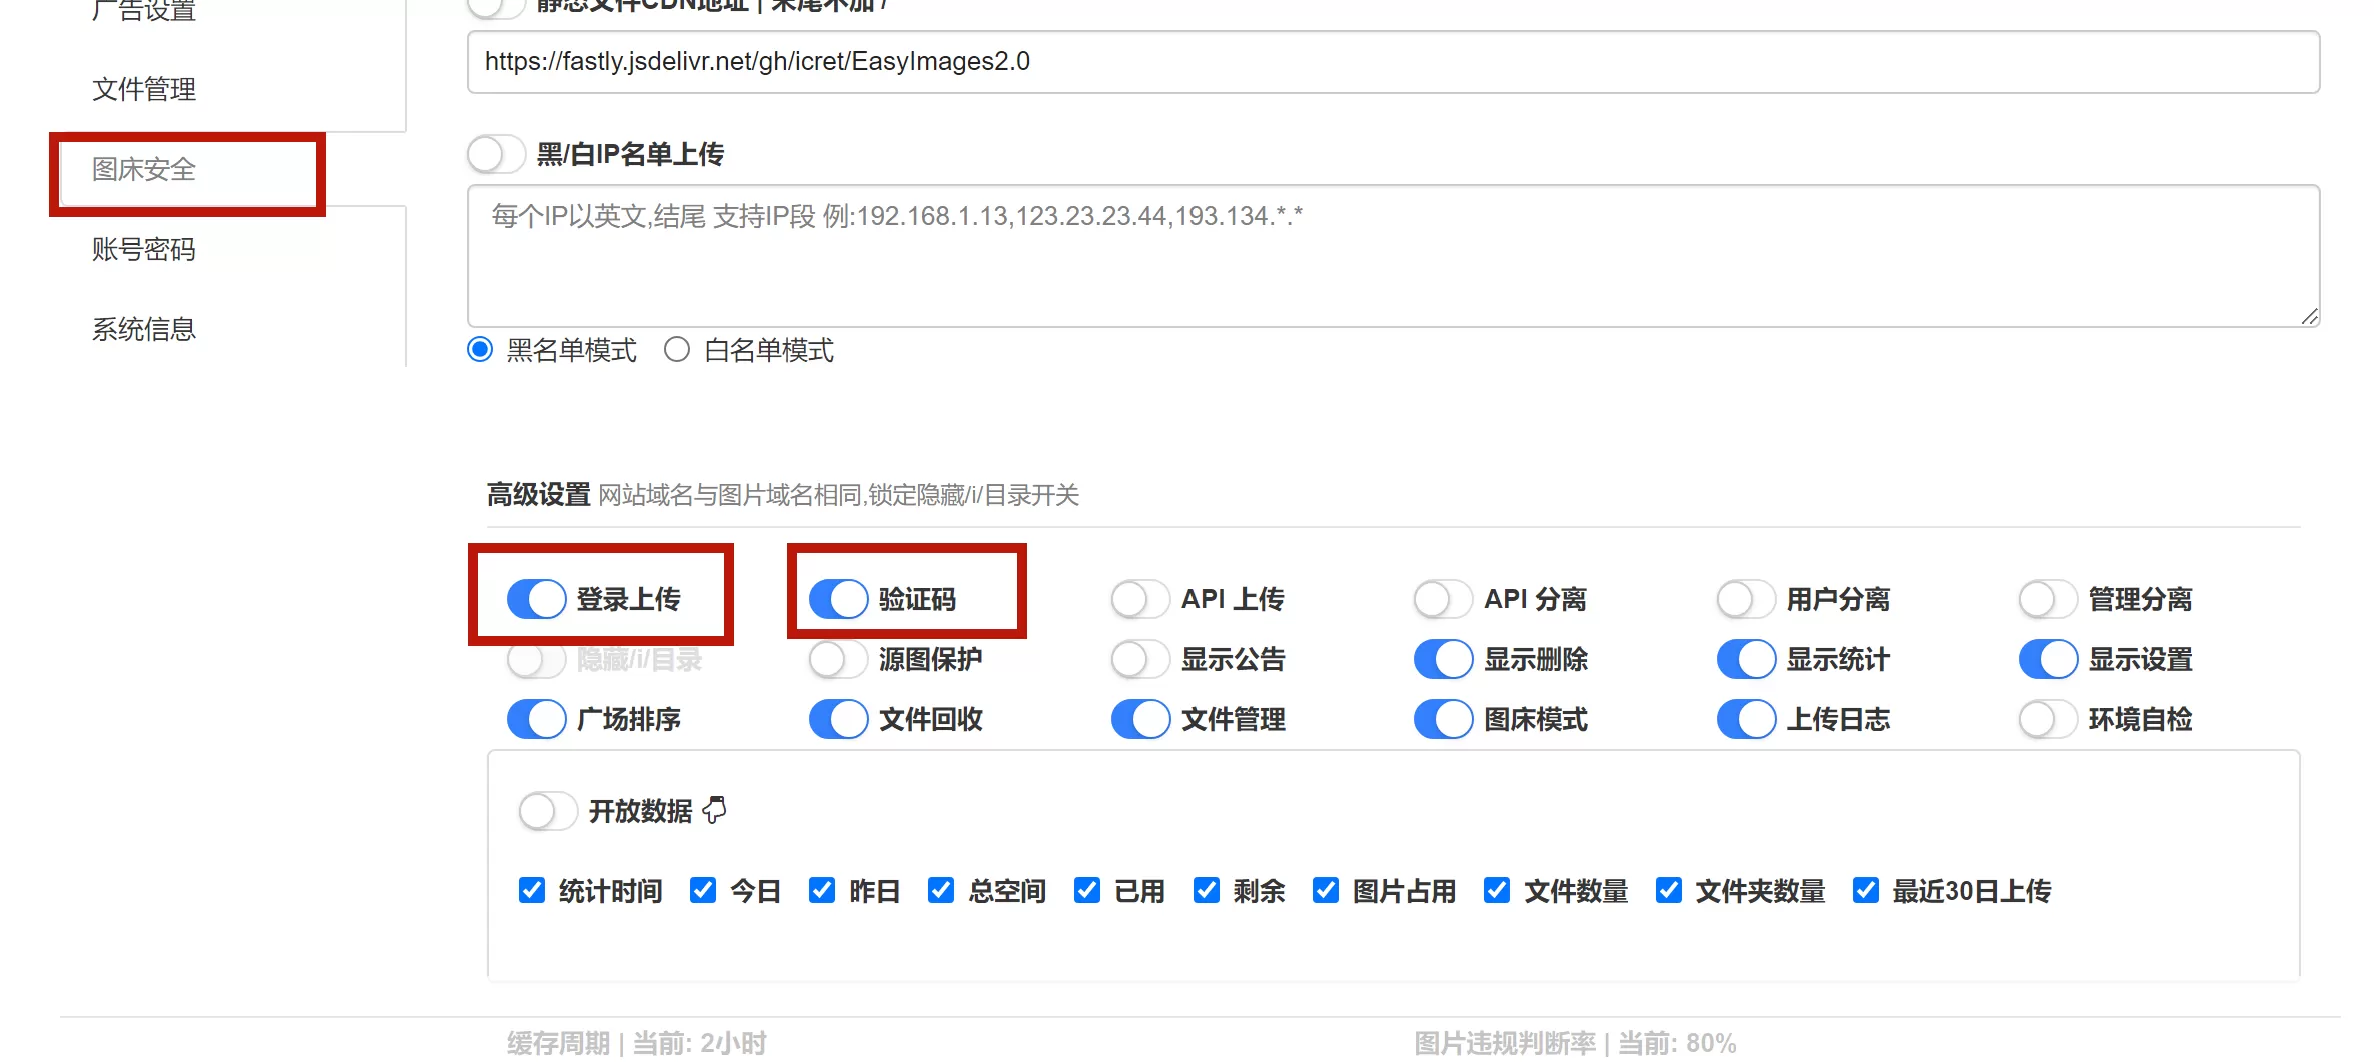 广告设置
文件管理
图床安全
账号密码
系统信息
静态文件CDN地址 | 末尾不加 /
https://fastly.jsdelivr.net/gh/icret/EasyImages2.0
黑/白IP名单上传
每个IP以英文,结尾 支持IP段 例:192.168.1.13,123.23.23.44,193.134.*.*
黑名单模式 白名单模式
高级设置 网站域名与图片域名相同,锁定隐藏/i/目录开关
登录上传 验证码 API 上传 API 分离 用户分离 管理分离
隐藏/i/目录 源图保护 显示公告 显示删除 显示统计 显示设置
广场排序 文件回收 文件管理 图床模式 上传日志 环境自检
开放数据
统计时间 今日 昨日 总空间 已用 剩余 图片占用 文件数量 文件夹数量 最近30日上传
缓存周期 | 当前: 2小时 图片违规判断率 | 当前: 80%